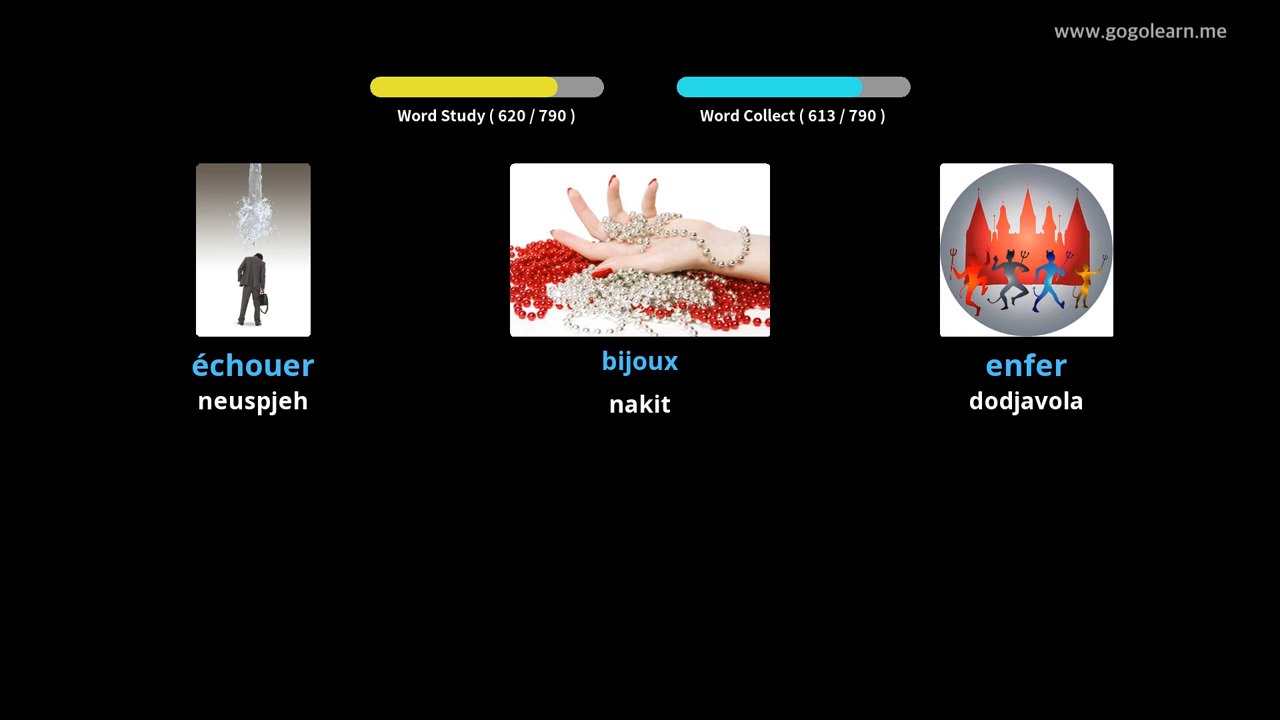 www.gogolearn.me
Word Study ( 620 / 790 )
Word Collect ( 613 / 790 )
échouer
neuspjeh
bijoux
nakit
enfer
dodjavola